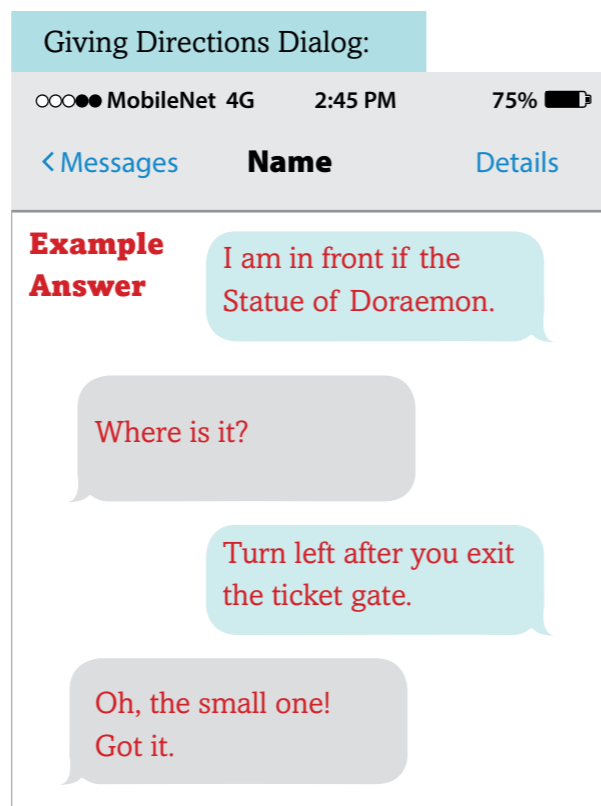 Giving Directions Dialog:
MobileNet 4G 2:45 PM 75%
< Messages Name Details
Example
Answer
I am in front if the
Statue of Doraemon.
Where is it?
Turn left after you exit
the ticket gate.
Oh, the small one!
Got it.